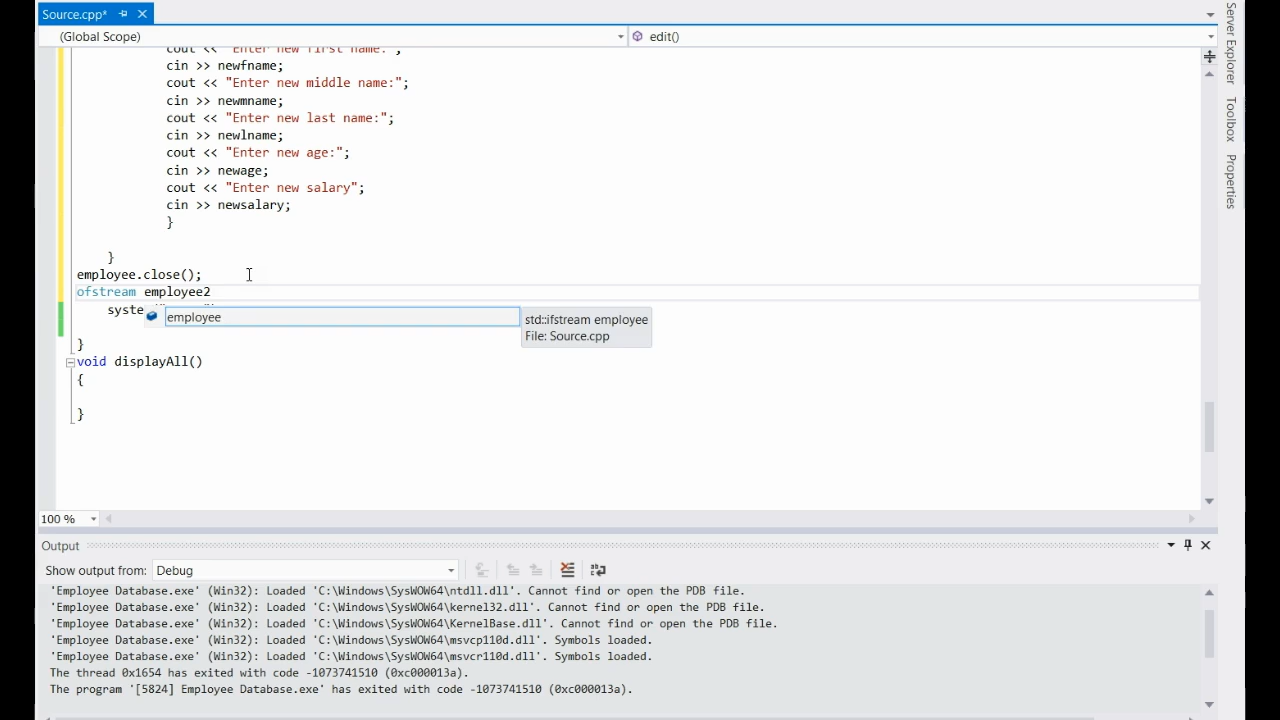 Source.cpp*
(Global Scope)
edit()
cout << "Enter new first name:";
cin >> newfname;
cout << "Enter new middle name:";
cin >> newmname;
cout << "Enter new last name:";
cin >> newlname;
cout << "Enter new age:";
cin >> newage;
cout << "Enter new salary";
cin >> newsalary;
}
}
employee.close();
ofstream employee2
syste
employee
std::ifstream employee
File: Source.cpp
}
void displayAll()
{
}
100 %
Output
Show output from: Debug
'Employee Database.exe' (Win32): Loaded 'C:\Windows\SysWOW64\ntdll.dll'. Cannot find or open the PDB file.
'Employee Database.exe' (Win32): Loaded 'C:\Windows\SysWOW64\kernel32.dll'. Cannot find or open the PDB file.
'Employee Database.exe' (Win32): Loaded 'C:\Windows\SysWOW64\KernelBase.dll'. Cannot find or open the PDB file.
'Employee Database.exe' (Win32): Loaded 'C:\Windows\SysWOW64\msvcp110d.dll'. Symbols loaded.
'Employee Database.exe' (Win32): Loaded 'C:\Windows\SysWOW64\msvcr110d.dll'. Symbols loaded.
The thread 0x1654 has exited with code -1073741510 (0xc000013a).
The program '[5824] Employee Database.exe' has exited with code -1073741510 (0xc000013a).
Server Explorer
Toolbox
Properties